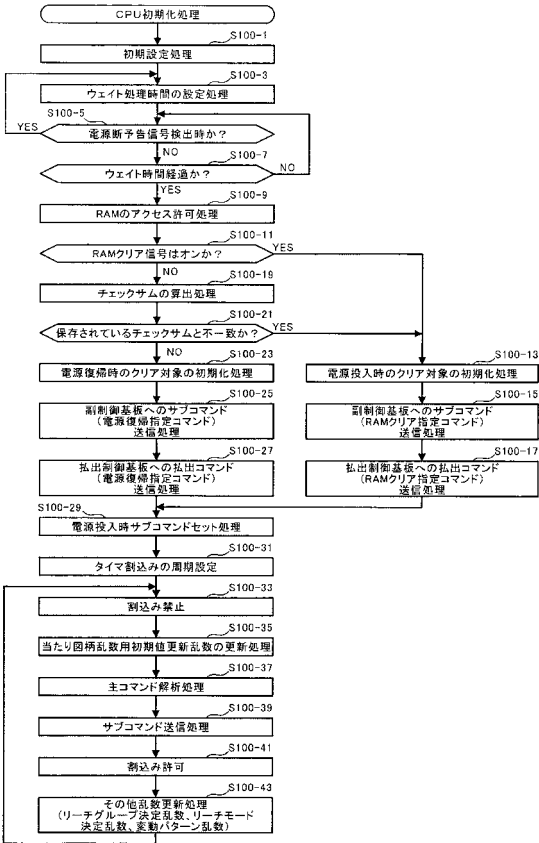 CPU初期化処理
S100-1
初期設定処理
S100-3
ウェイト処理時間の設定処理
S100-5
YES
電源断予告信号検出時か？
NO
S100-7
ウェイト時間経過か？
NO
YES
S100-9
RAMのアクセス許可処理
S100-11
RAMクリア信号はオンか？
YES
NO
S100-19
チェックサムの算出処理
S100-21
保存されているチェックサムと不一致か？
YES
NO
S100-23
電源復帰時のクリア対象の初期化処理
S100-13
電源投入時のクリア対象の初期化処理
S100-25
副制御基板へのサブコマンド
（電源復帰指定コマンド）
送信処理
S100-15
副制御基板へのサブコマンド
（RAMクリア指定コマンド）
送信処理
S100-27
払出制御基板への払出コマンド
（電源復帰指定コマンド）
送信処理
S100-17
払出制御基板への払出コマンド
（RAMクリア指定コマンド）
送信処理
S100-29
電源投入時サブコマンドセット処理
S100-31
タイマ割込みの周期設定
S100-33
割込み禁止
S100-35
当たり図柄乱数用初期値更新乱数の更新処理
S100-37
主コマンド解析処理
S100-39
サブコマンド送信処理
S100-41
割込み許可
S100-43
その他乱数更新処理
（リーチグループ決定乱数、リーチモード
決定乱数、変動パターン乱数）